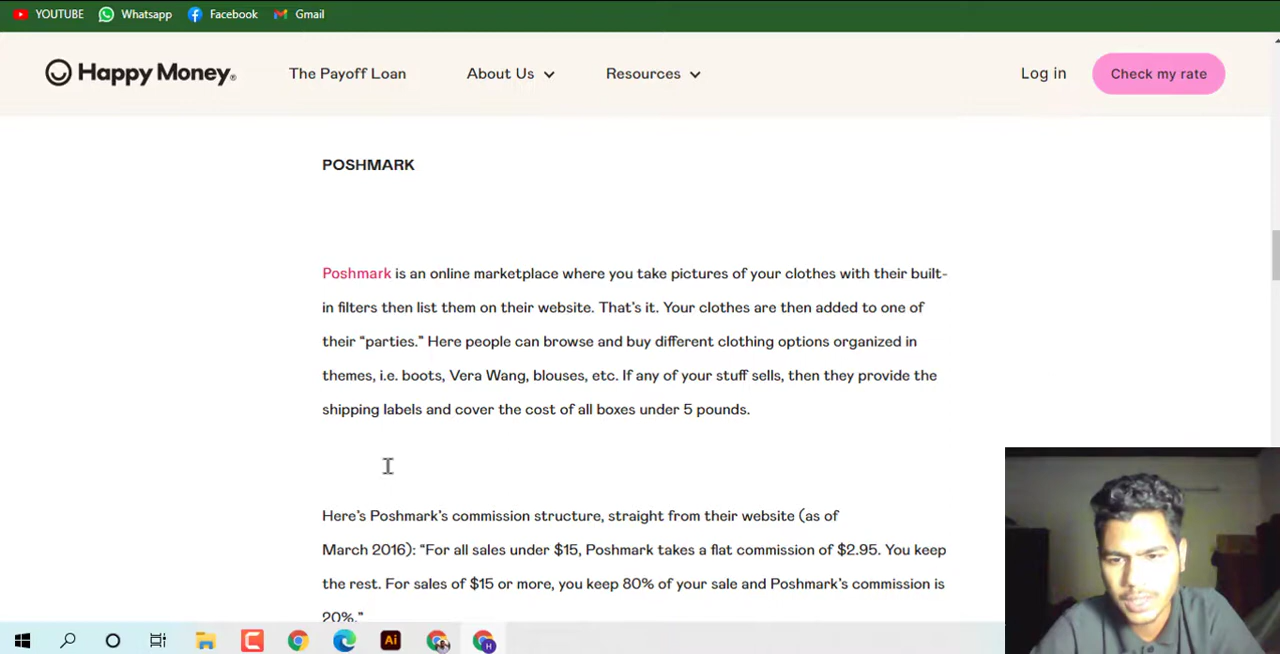 YOUTUBE Whatsapp Facebook Gmail
Happy Money® The Payoff Loan About Us Resources Log in Check my rate
POSHMARK
Poshmark is an online marketplace where you take pictures of your clothes with their built-
in filters then list them on their website. That's it. Your clothes are then added to one of
their “parties.” Here people can browse and buy different clothing options organized in
themes, i.e. boots, Vera Wang, blouses, etc. If any of your stuff sells, then they provide the
shipping labels and cover the cost of all boxes under 5 pounds.
Here's Poshmark's commission structure, straight from their website (as of
March 2016): “For all sales under $15, Poshmark takes a flat commission of $2.95. You keep
the rest. For sales of $15 or more, you keep 80% of your sale and Poshmark's commission is
20%.”
Ai H